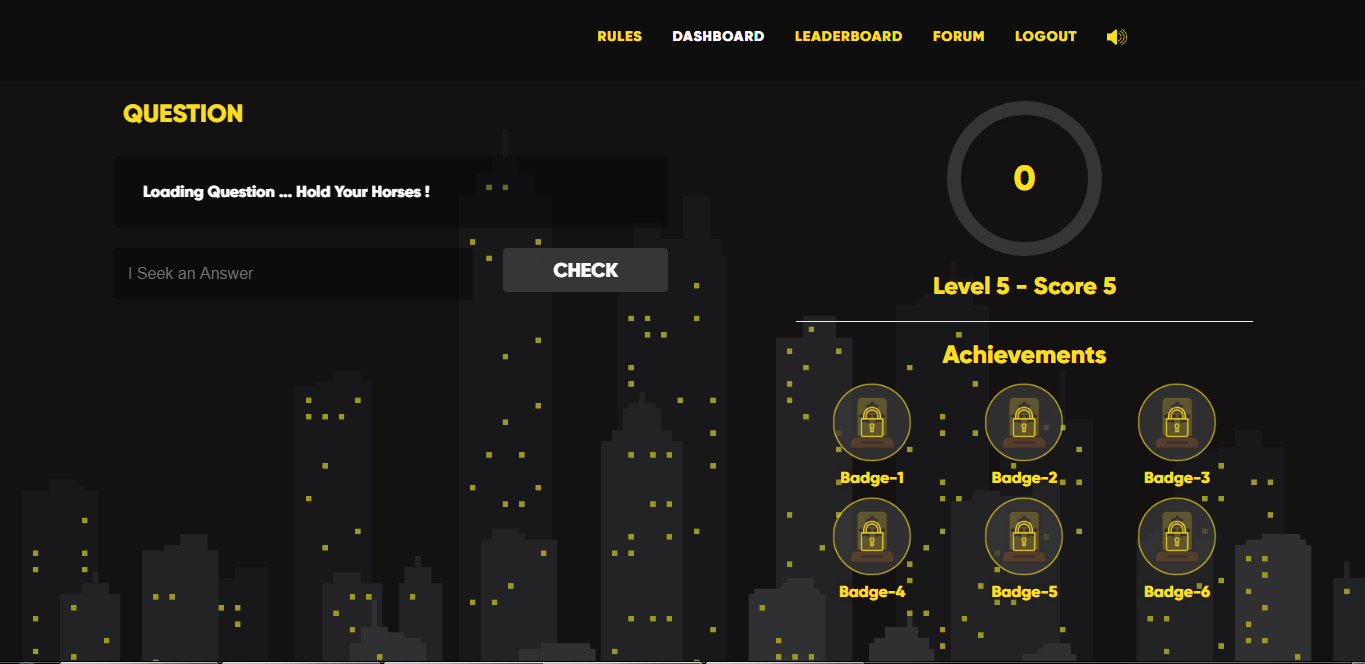 RULES DASHBOARD LEADERBOARD FORUM LOGOUT
QUESTION
Loading Question ... Hold Your Horses !
I Seek an Answer
CHECK
0
Level 5 - Score 5
Achievements
Badge-1 Badge-2 Badge-3
Badge-4 Badge-5 Badge-6